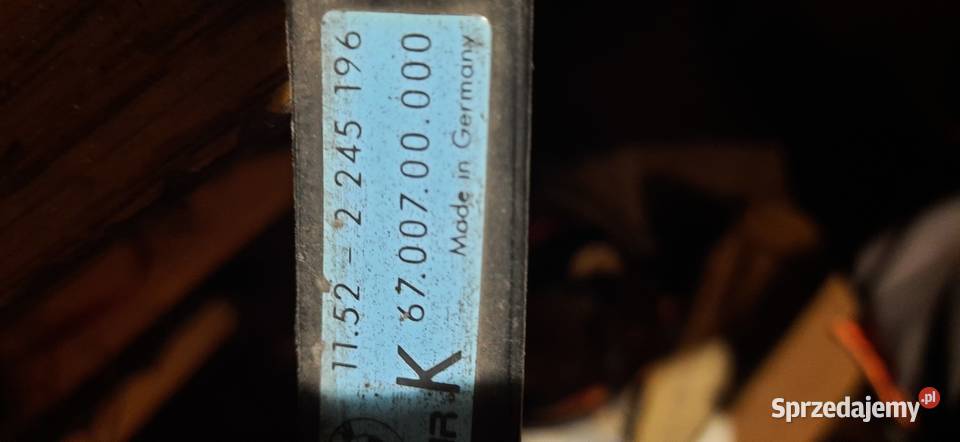 11.52 - 2 245 196
K 67.007.00.000
Made in Germany
Sprzedajemy.pl